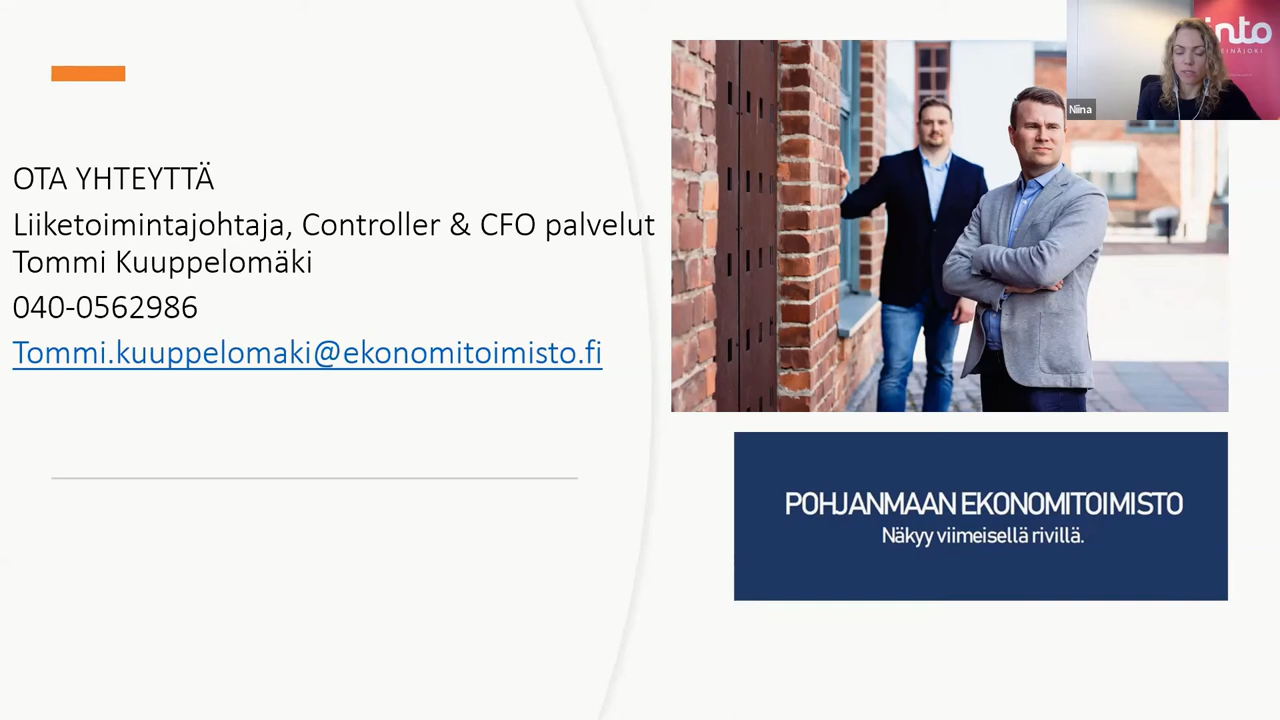 OTA YHTEYTTÄ
Liiketoimintajohtaja, Controller & CFO palvelut
Tommi Kuuppelomäki
040-0562986
Tommi.kuuppelomaki@ekonomitoimisto.fi
Niina
into
POHJANMAAN EKONOMITOIMISTO
Näkyy viimeisellä rivillä.